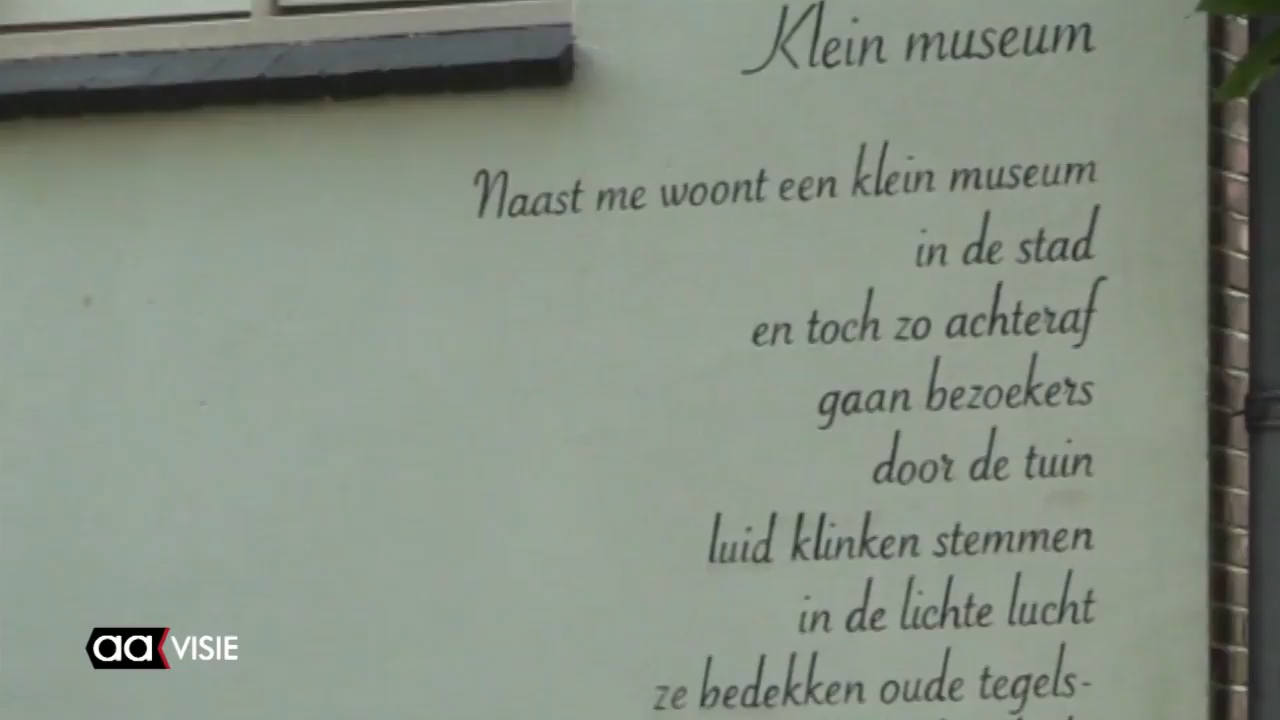 Klein museum
Naast me woont een klein museum
in de stad
en toch zo achteraf
gaan bezoekers
door de tuin
luid klinken stemmen
in de lichte lucht
ze bedekken oude tegels-
aa VISIE